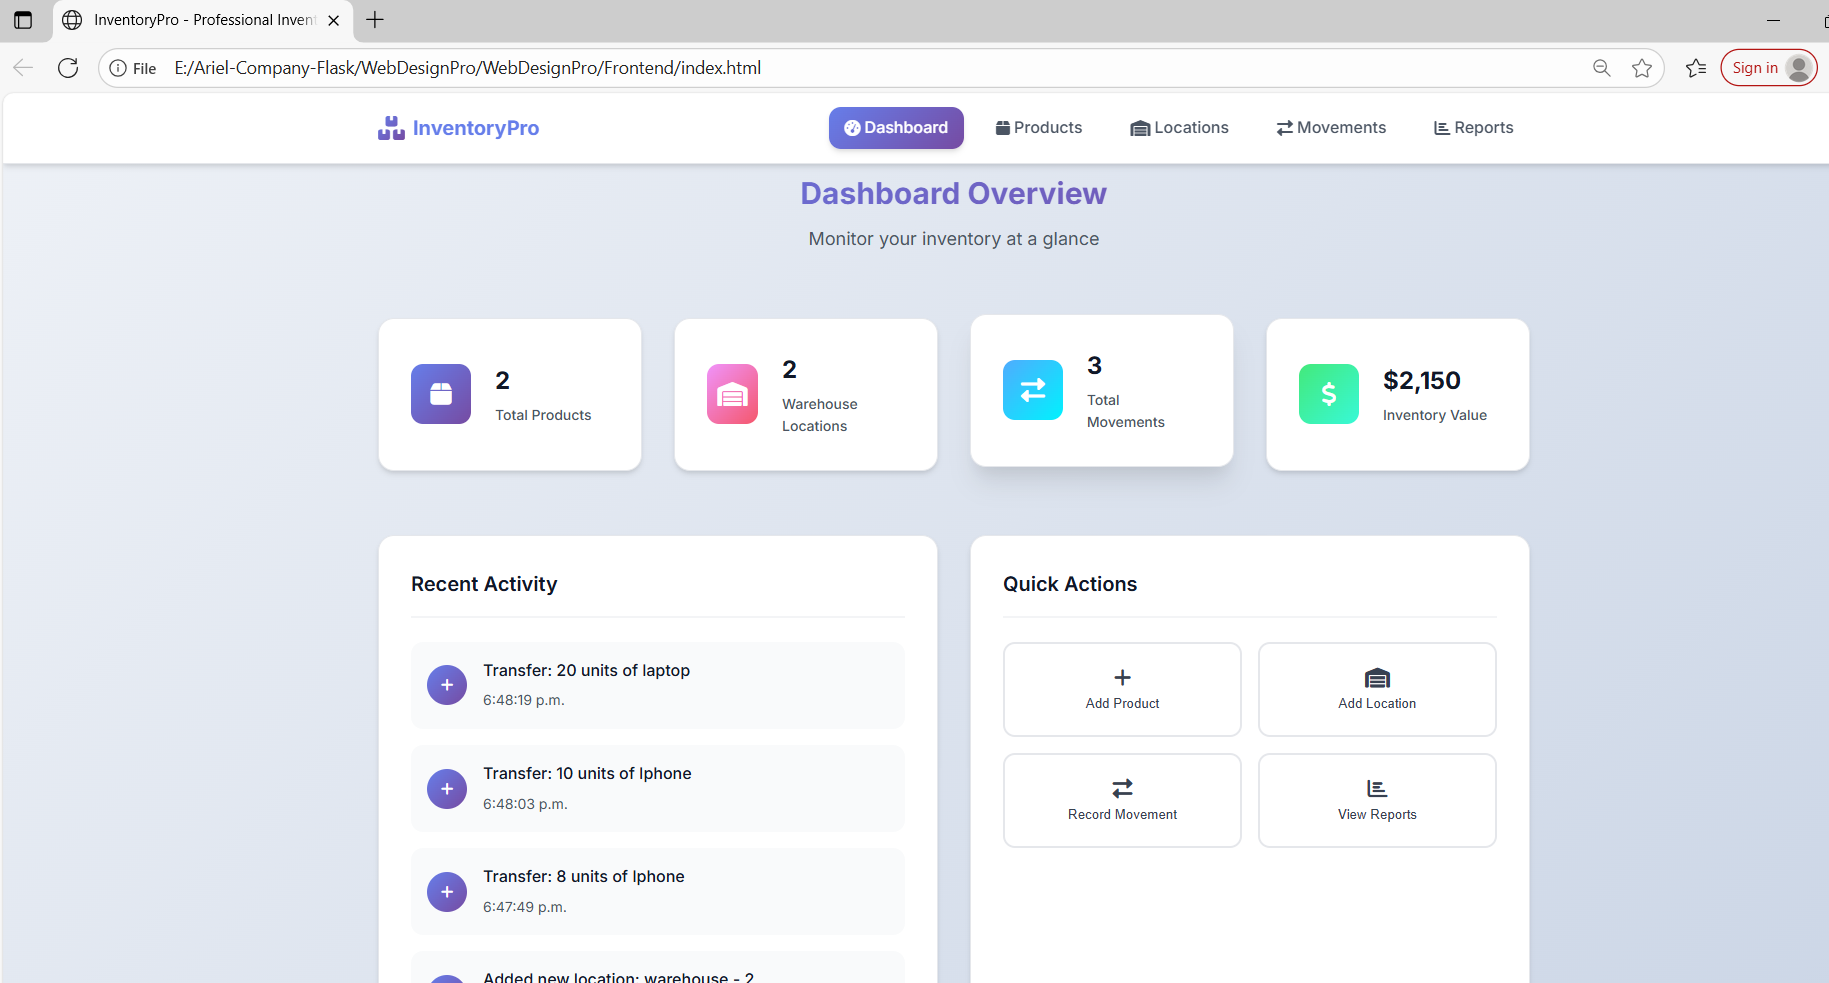 InventoryPro - Professional Invent
File E:/Ariel-Company-Flask/WebDesignPro/WebDesignPro/Frontend/index.html Sign in
InventoryPro Dashboard Products Locations Movements Reports
Dashboard Overview
Monitor your inventory at a glance
2
Total Products
2
Warehouse
Locations
3
Total
Movements
$2,150
Inventory Value
Recent Activity
Transfer: 20 units of laptop
6:48:19 p.m.
Transfer: 10 units of Iphone
6:48:03 p.m.
Transfer: 8 units of Iphone
6:47:49 p.m.
Added new location: warehouse - 2
Quick Actions
Add Product
Add Location
Record Movement
View Reports